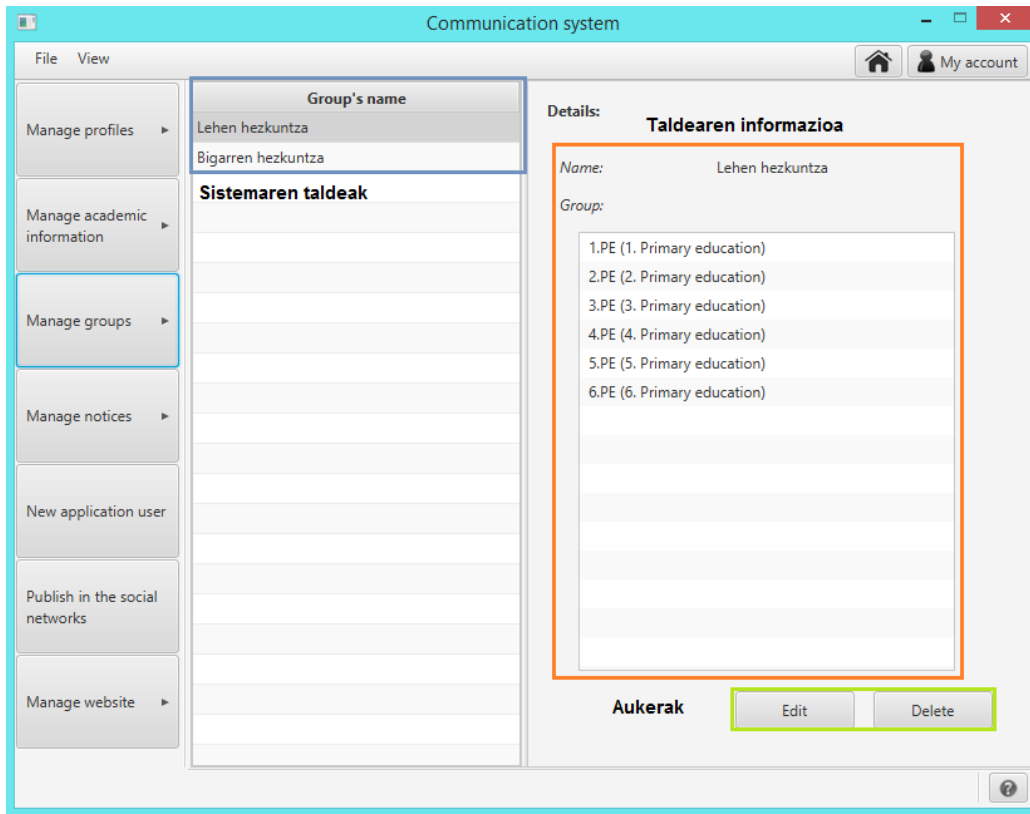 Communication system
File View
My account
Manage profiles
Manage academic
information
Manage groups
Manage notices
New application user
Publish in the social
networks
Manage website
Group's name
Lehen hezkuntza
Bigarren hezkuntza
Sistemaren taldeak
Details:
Taldearen informazioa
Name: Lehen hezkuntza
Group:
1.PE (1. Primary education)
2.PE (2. Primary education)
3.PE (3. Primary education)
4.PE (4. Primary education)
5.PE (5. Primary education)
6.PE (6. Primary education)
Aukerak
Edit Delete